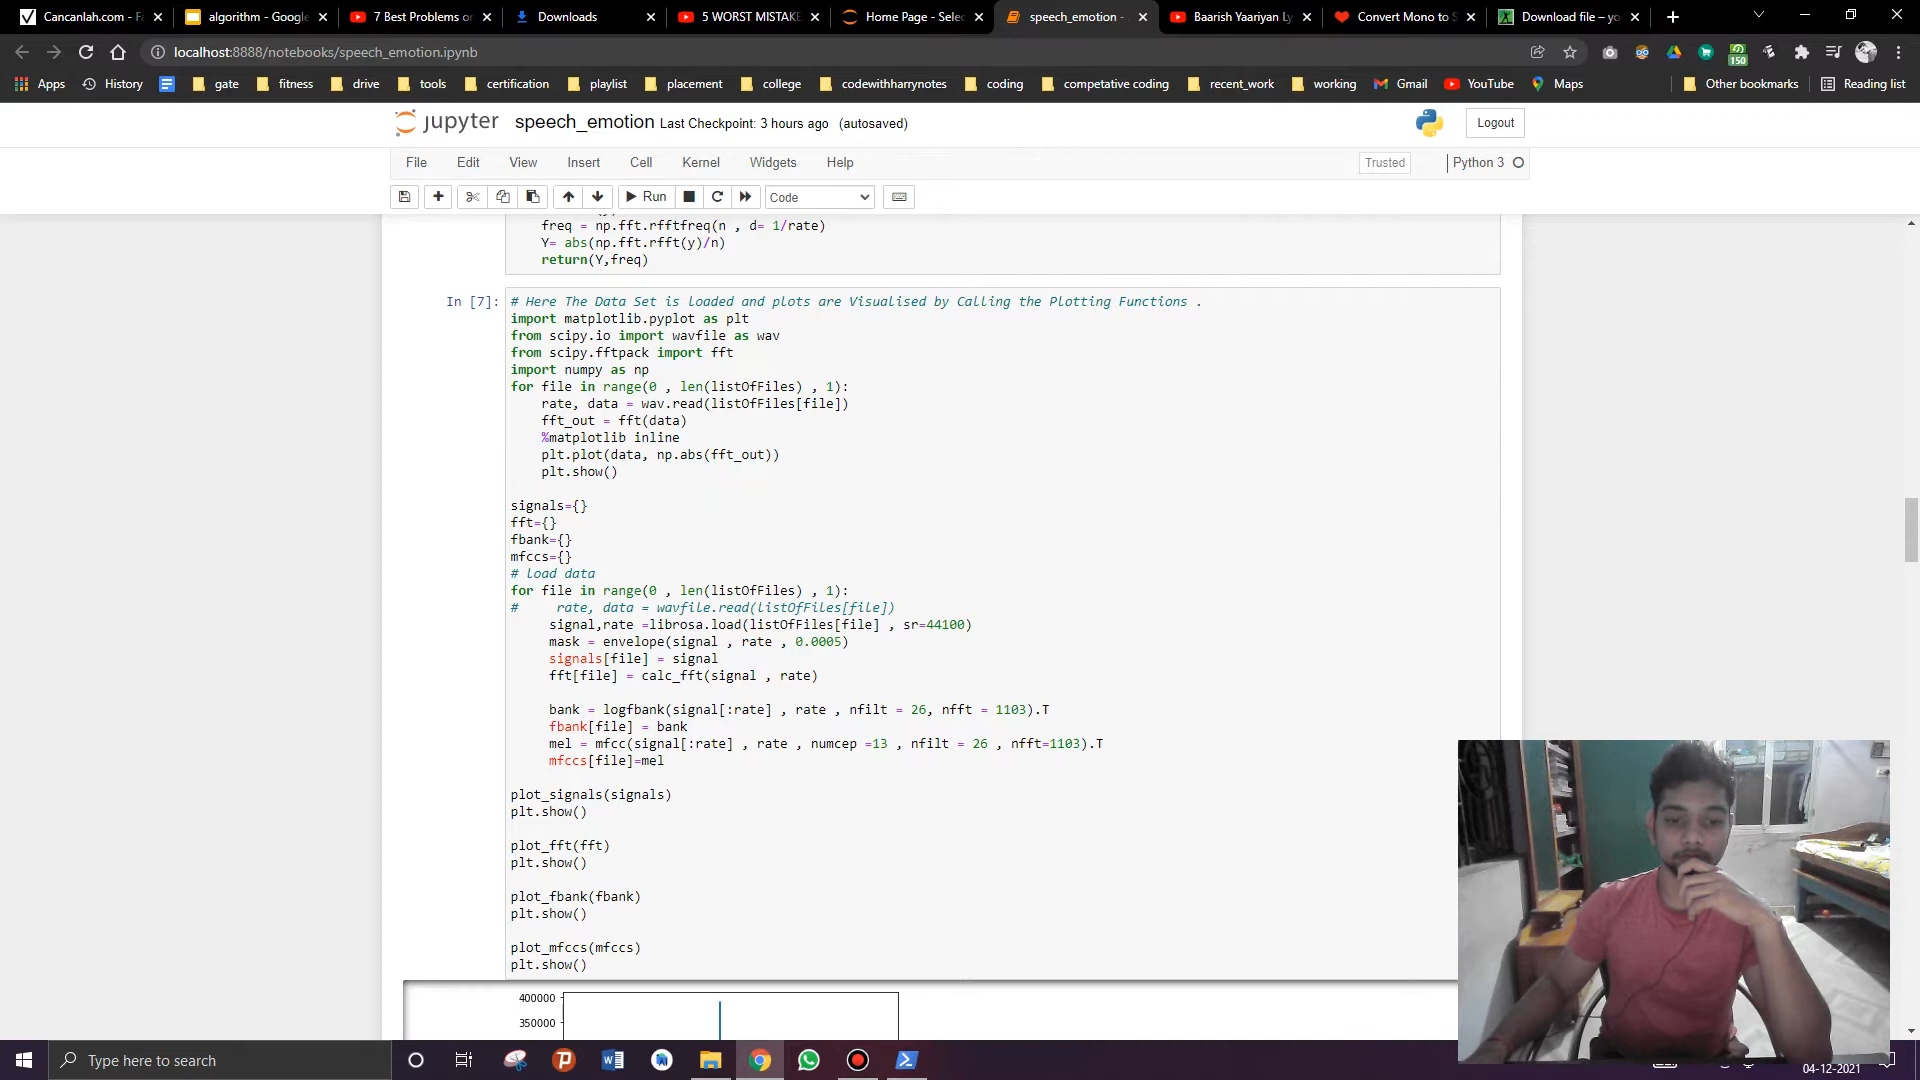 Cancanlah.com - Fa
algorithm - Google
7 Best Problems on
Downloads
5 WORST MISTAKE
Home Page - Selec
speech_emotion -
Baarish Yaariyan Ly
Convert Mono to S
Download file – yo
localhost:8888/notebooks/speech_emotion.ipynb
150
Apps
History
gate
fitness
drive
tools
certification
playlist
placement
college
codewithharrynotes
coding
competative coding
recent_work
working
Gmail
YouTube
Maps
Other bookmarks
Reading list
jupyter speech_emotion Last Checkpoint: 3 hours ago (autosaved)
Logout
File Edit View Insert Cell Kernel Widgets Help
Trusted
Python 3
Run
Code
freq = np.fft.rfftfreq(n , d= 1/rate)
Y= abs(np.fft.rfft(y)/n)
return(Y,freq)
In [7]:
# Here The Data Set is loaded and plots are Visualised by Calling the Plotting Functions .
import matplotlib.pyplot as plt
from scipy.io import wavfile as wav
from scipy.fftpack import fft
import numpy as np
for file in range(0 , len(listOfFiles) , 1):
rate, data = wav.read(listOfFiles[file])
fft_out = fft(data)
%matplotlib inline
plt.plot(data, np.abs(fft_out))
plt.show()
signals={}
fft={}
fbank={}
mfccs={}
# load data
for file in range(0 , len(listOfFiles) , 1):
# rate, data = wavfile.read(listOfFiles[file])
signal,rate =librosa.load(listOfFiles[file] , sr=44100)
mask = envelope(signal , rate , 0.0005)
signals[file] = signal
fft[file] = calc_fft(signal , rate)
bank = logfbank(signal[:rate] , rate , nfilt = 26, nfft = 1103).T
fbank[file] = bank
mel = mfcc(signal[:rate] , rate , numcep =13 , nfilt = 26 , nfft=1103).T
mfccs[file]=mel
plot_signals(signals)
plt.show()
plot_fft(fft)
plt.show()
plot_fbank(fbank)
plt.show()
plot_mfccs(mfccs)
plt.show()
400000
350000
Type here to search
04-12-2021